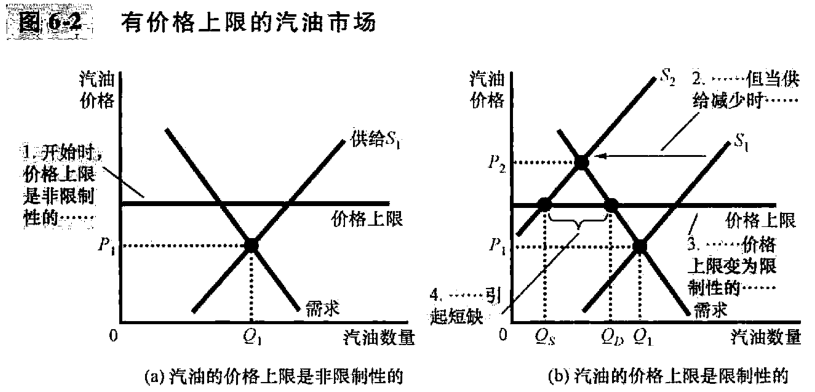 图 6-2 有价格上限的汽油市场
汽油
价格
供给S₁
1. 开始时,
价格上限
是非限制
性的……
价格上限
P₁
需求
0
Q₁
汽油数量
(a) 汽油的价格上限是非限制性的
汽油
价格
S₂
2. ……但当供
给减少时……
S₁
P₂
价格上限
P₁
3. ……价格
上限变为限
制性的……
4. ……引
起短缺
需求
0
Q_S
Q_D
Q₁
汽油数量
(b) 汽油的价格上限是限制性的